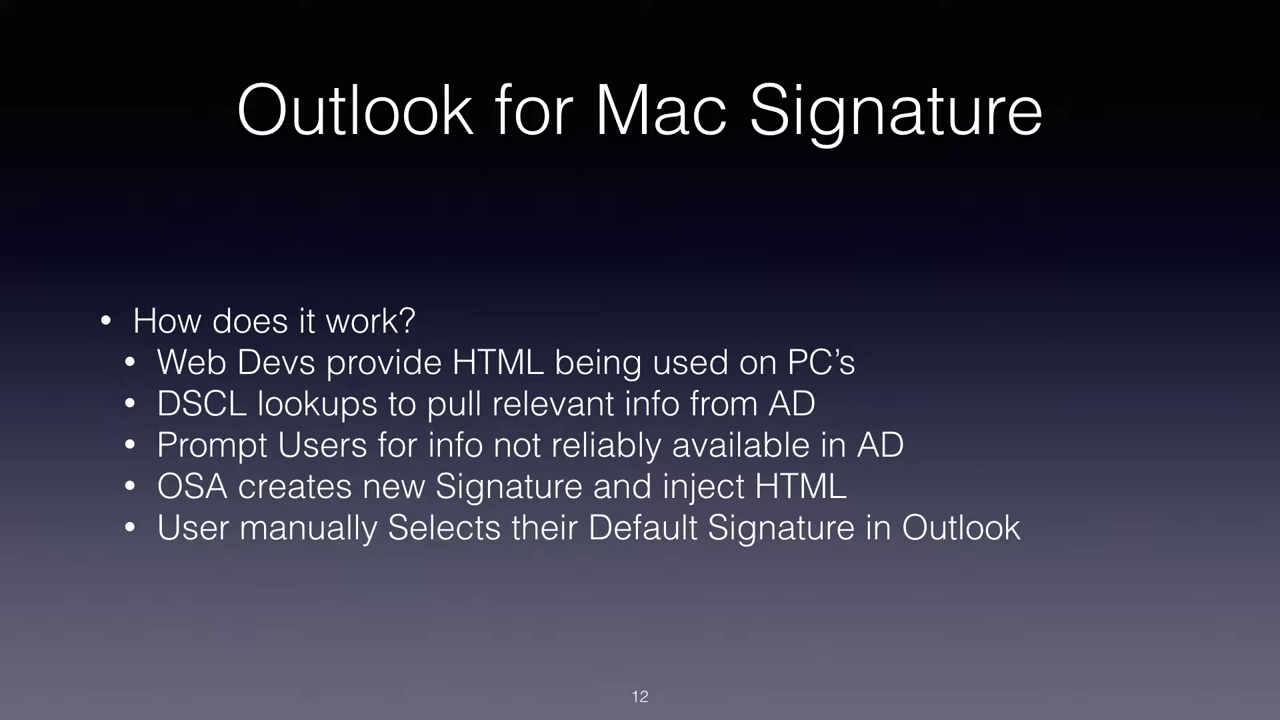 Outlook for Mac Signature
• How does it work?
• Web Devs provide HTML being used on PC’s
• DSCL lookups to pull relevant info from AD
• Prompt Users for info not reliably available in AD
• OSA creates new Signature and inject HTML
• User manually Selects their Default Signature in Outlook
12